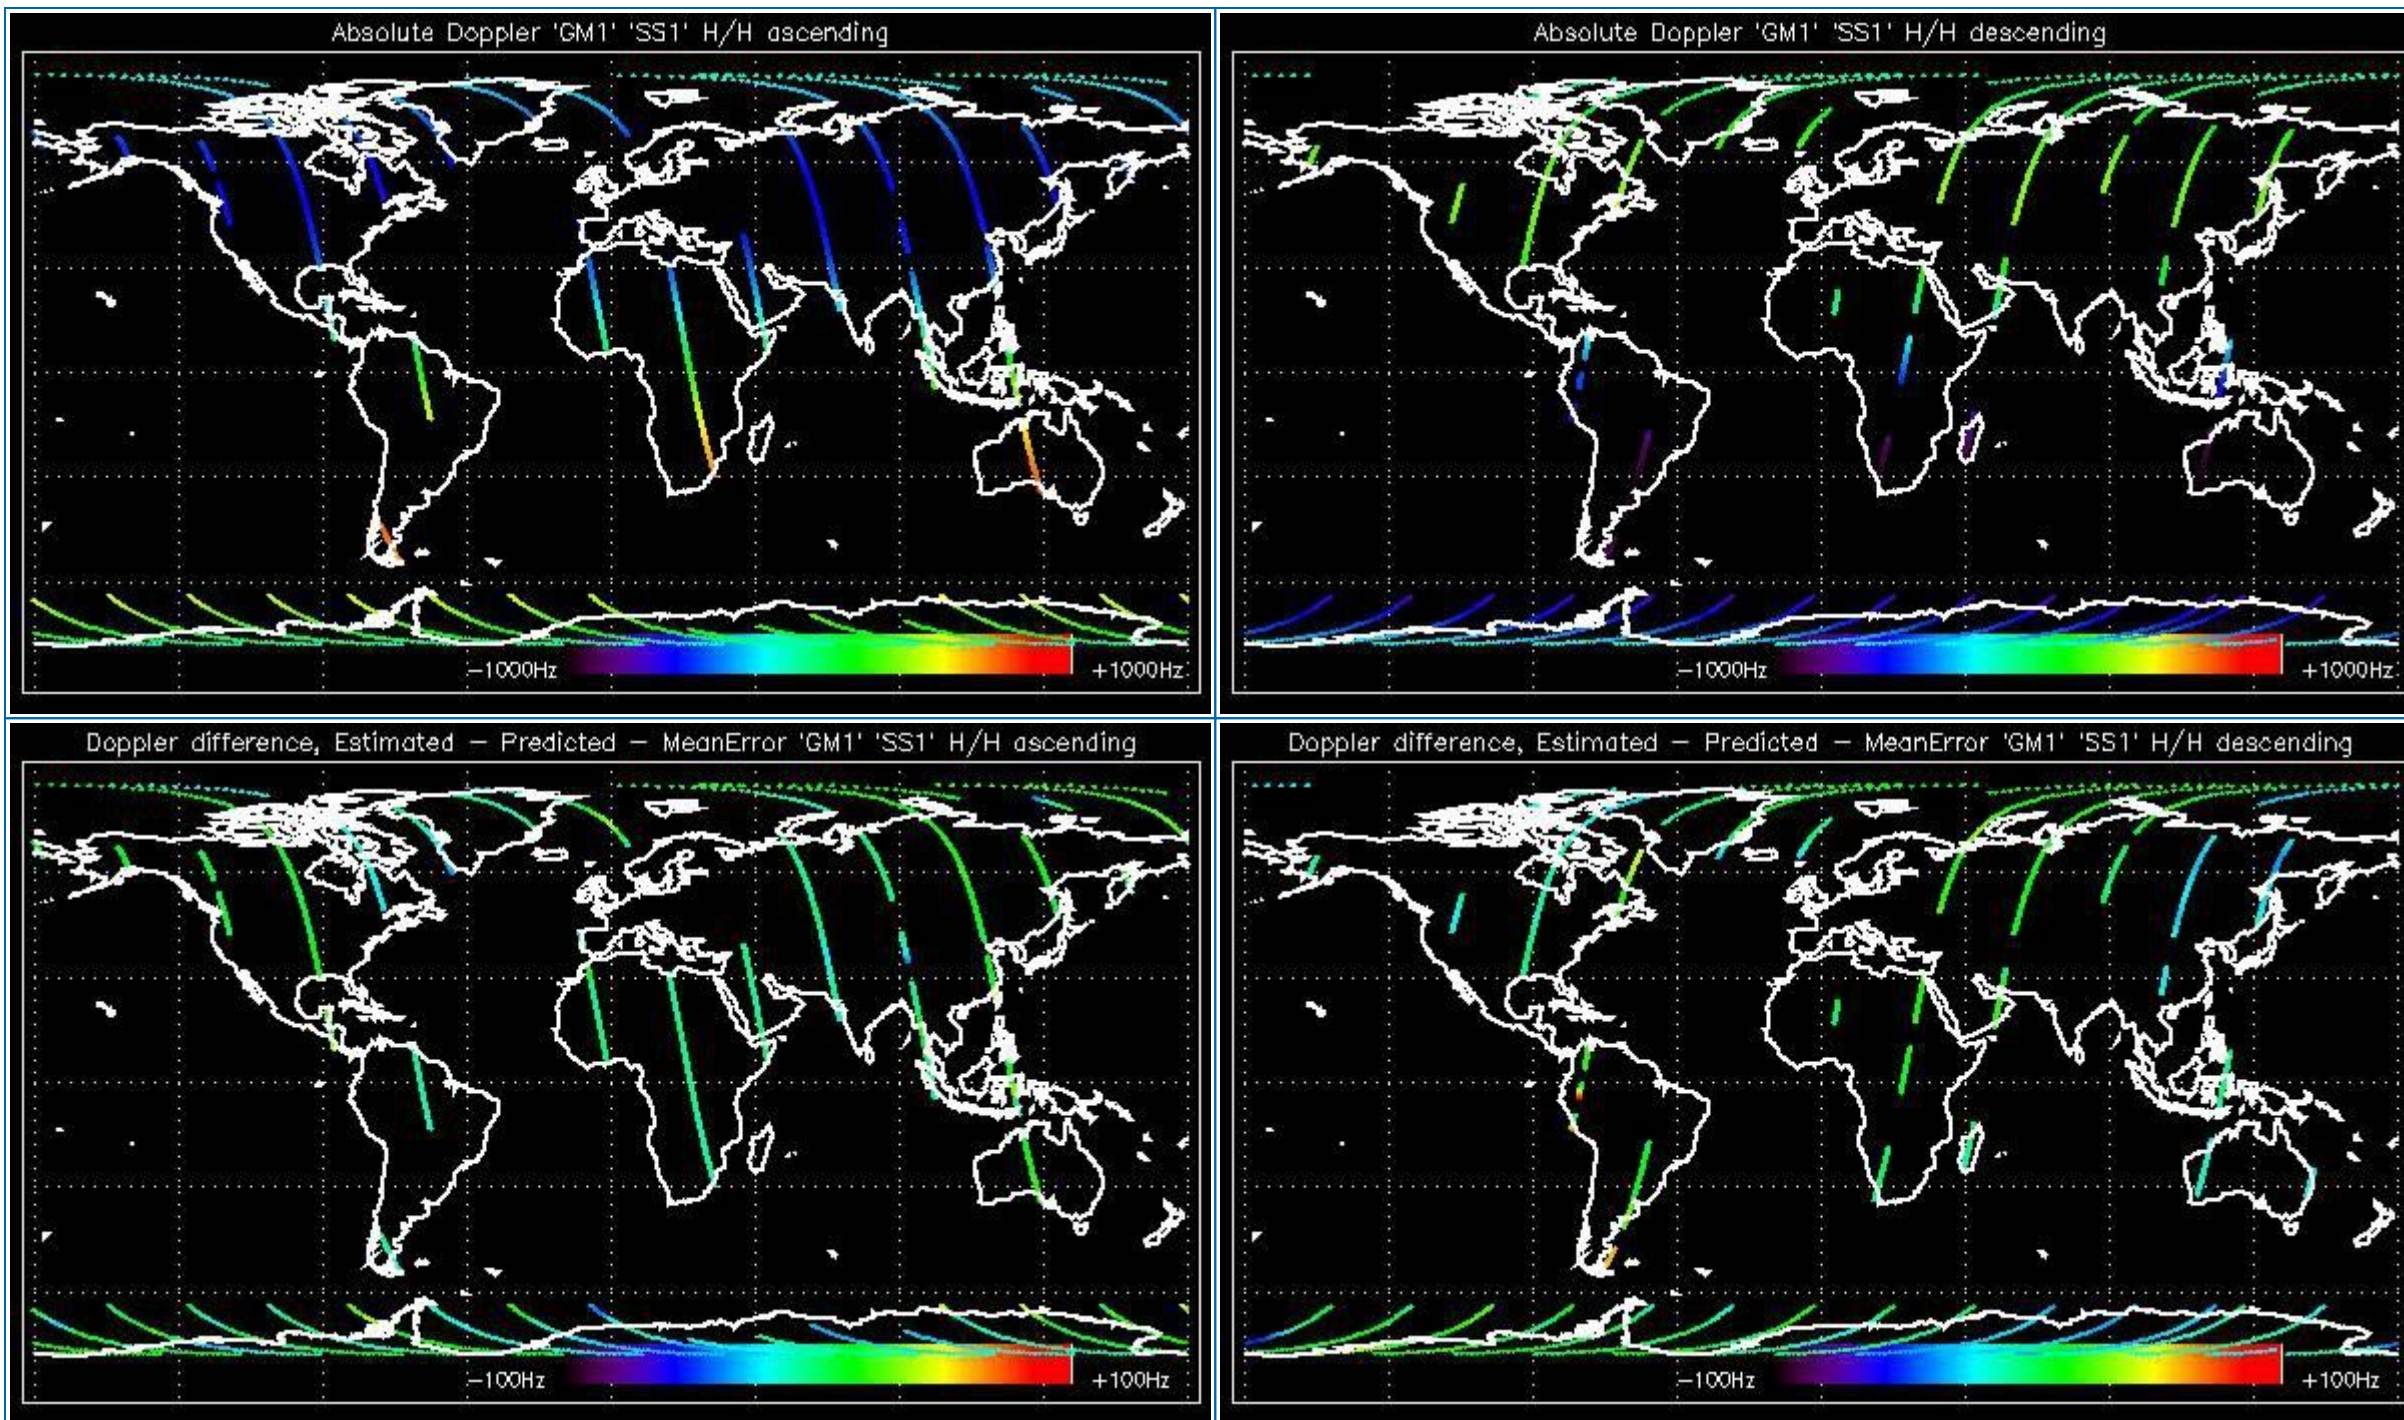 Absolute Doppler 'GM1' 'SS1' H/H ascending
-1000Hz +1000Hz
Absolute Doppler 'GM1' 'SS1' H/H descending
-1000Hz +1000Hz
Doppler difference, Estimated - Predicted - MeanError 'GM1' 'SS1' H/H ascending
-100Hz +100Hz
Doppler difference, Estimated - Predicted - MeanError 'GM1' 'SS1' H/H descending
-100Hz +100Hz